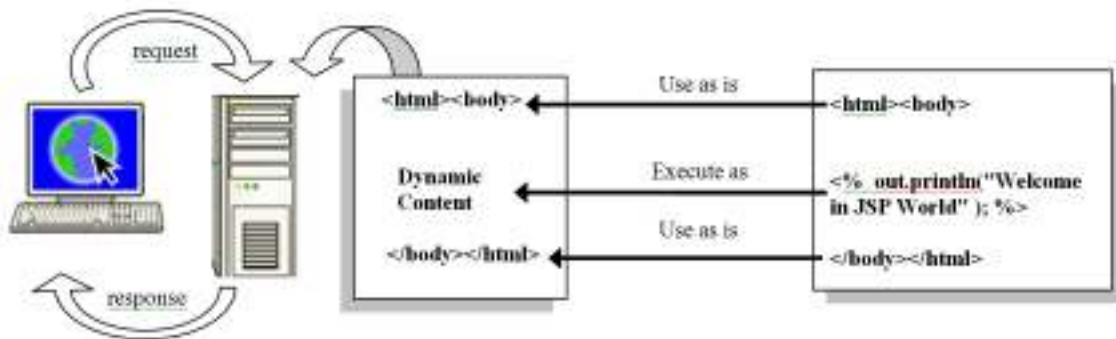 request
response
<html><body>
Dynamic
Content
</body></html>
Use as is
Execute as
Use as is
<html><body>
<% out.println("Welcome
in JSP World" ); %>
</body></html>